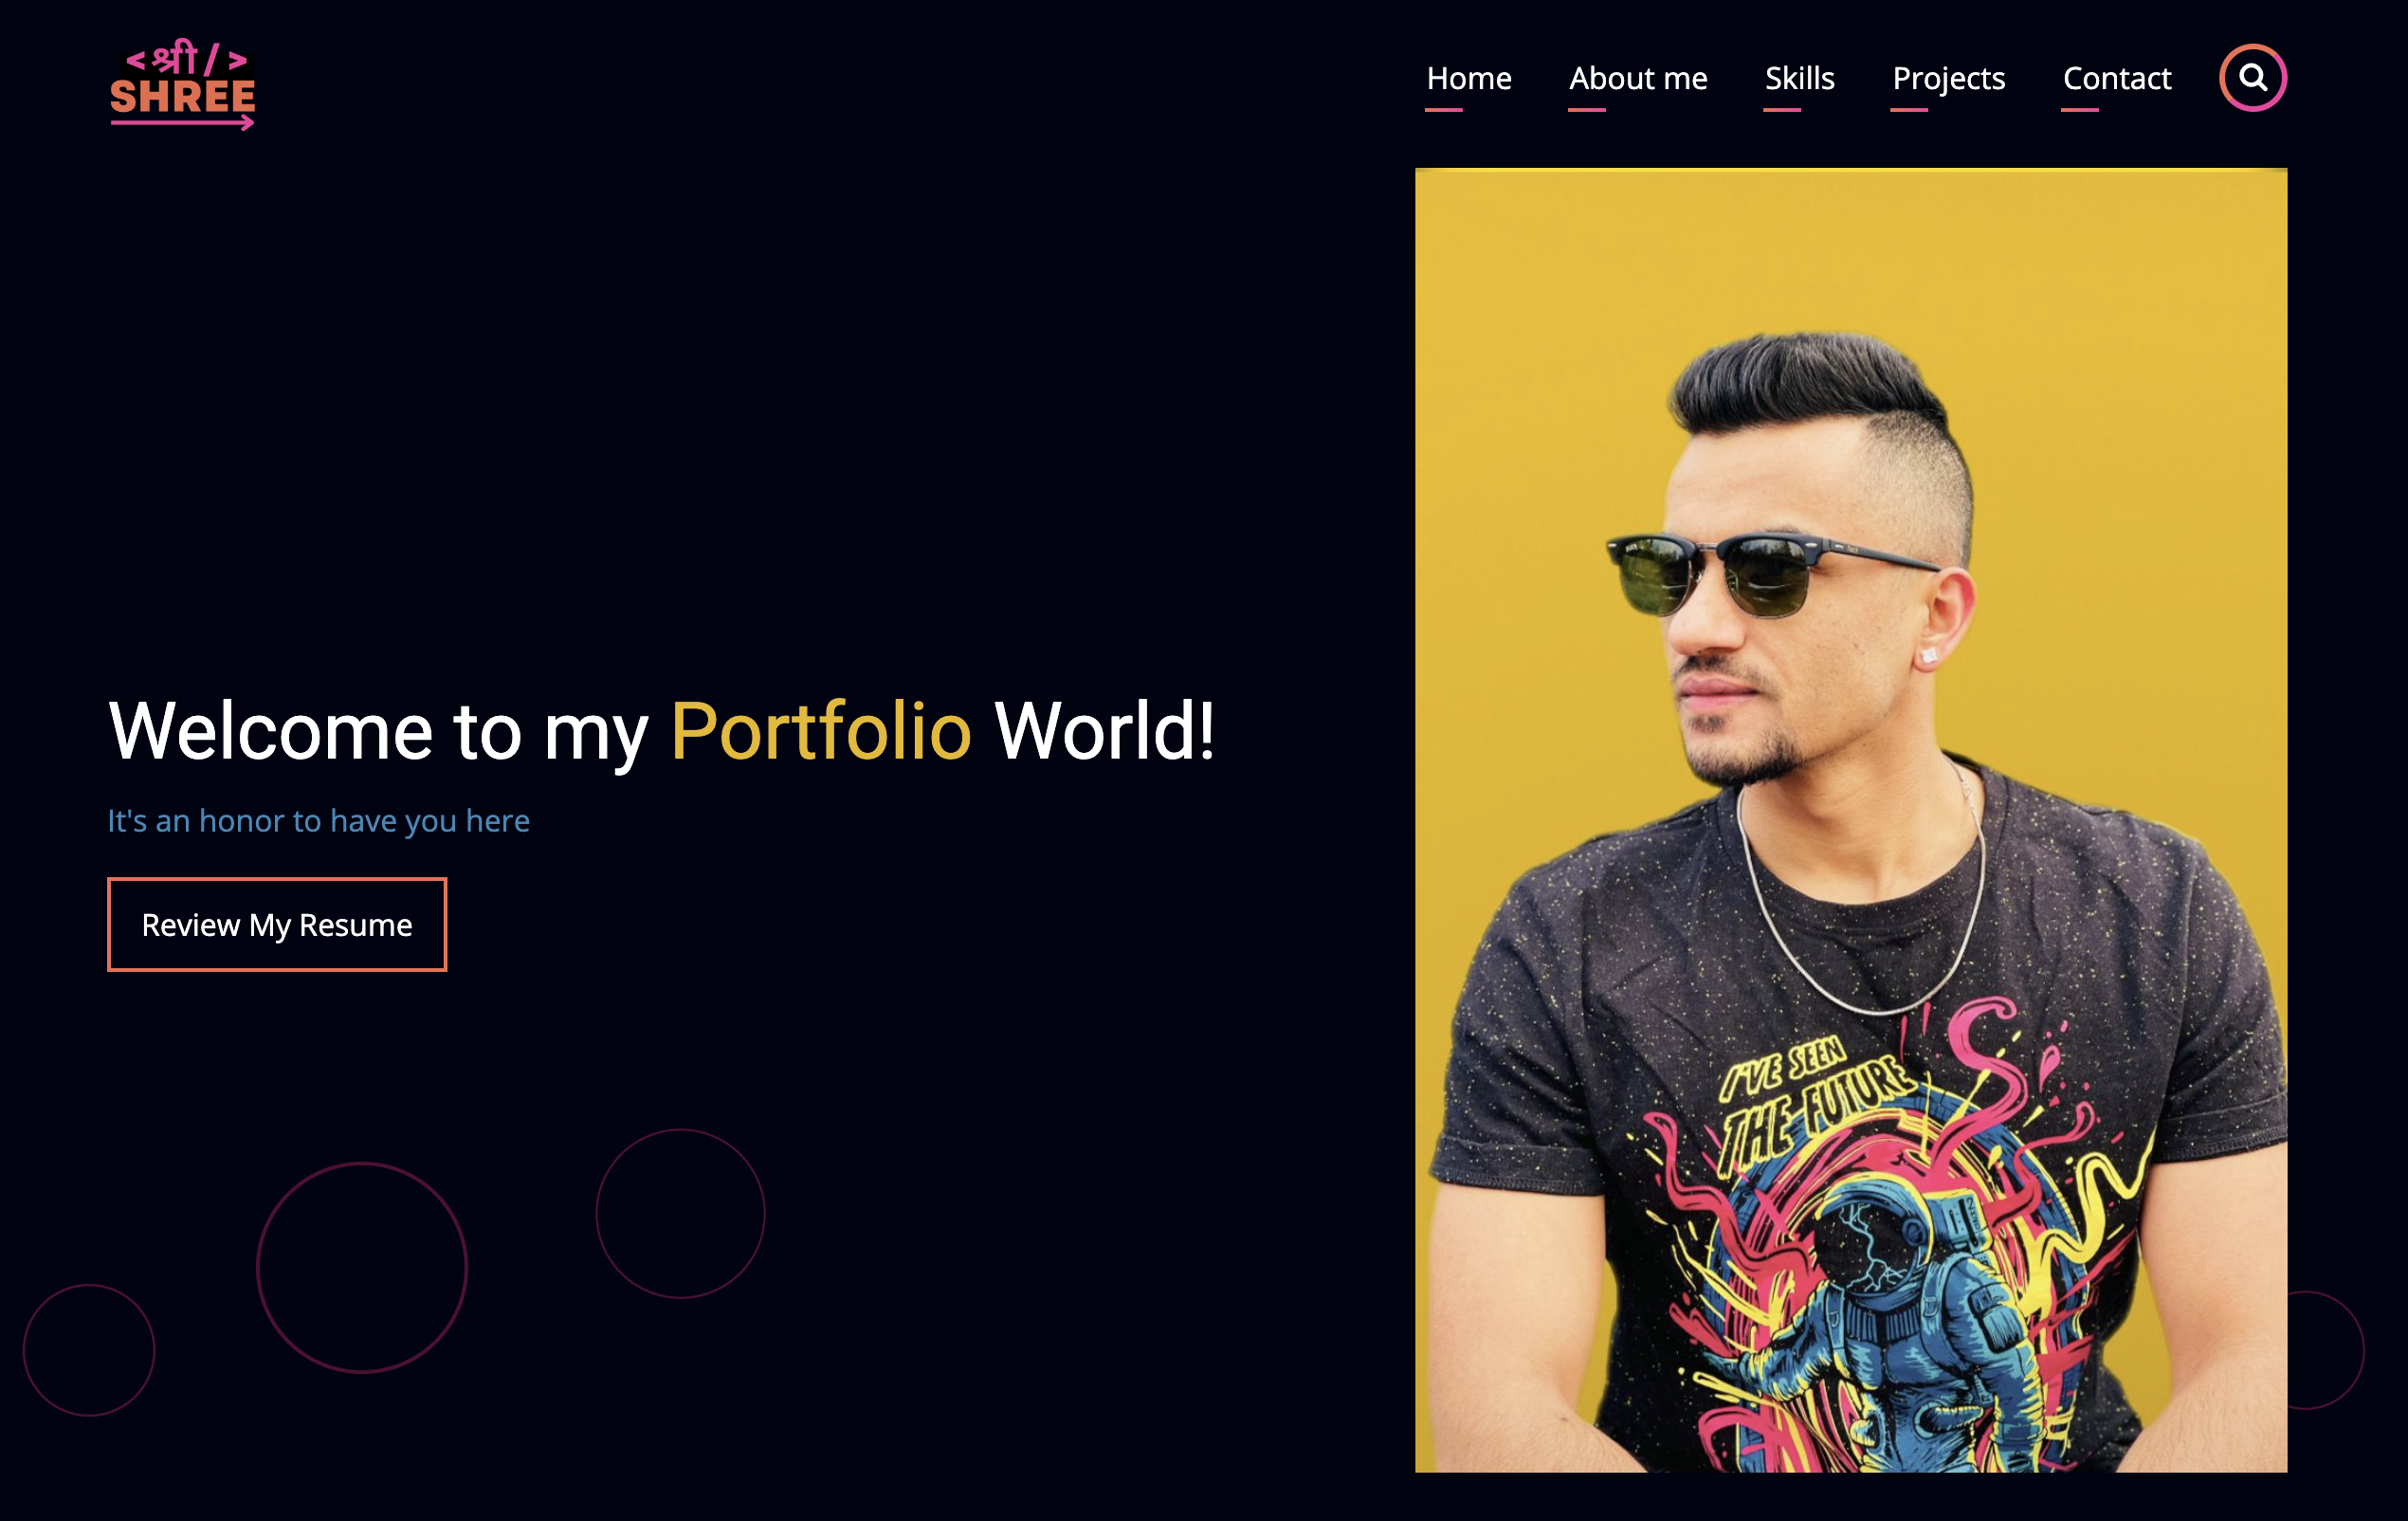 <श्री/>
SHREE
Home
About me
Skills
Projects
Contact
Welcome to my Portfolio World!
It's an honor to have you here
Review My Resume
I'VE SEEN
THE FUTURE